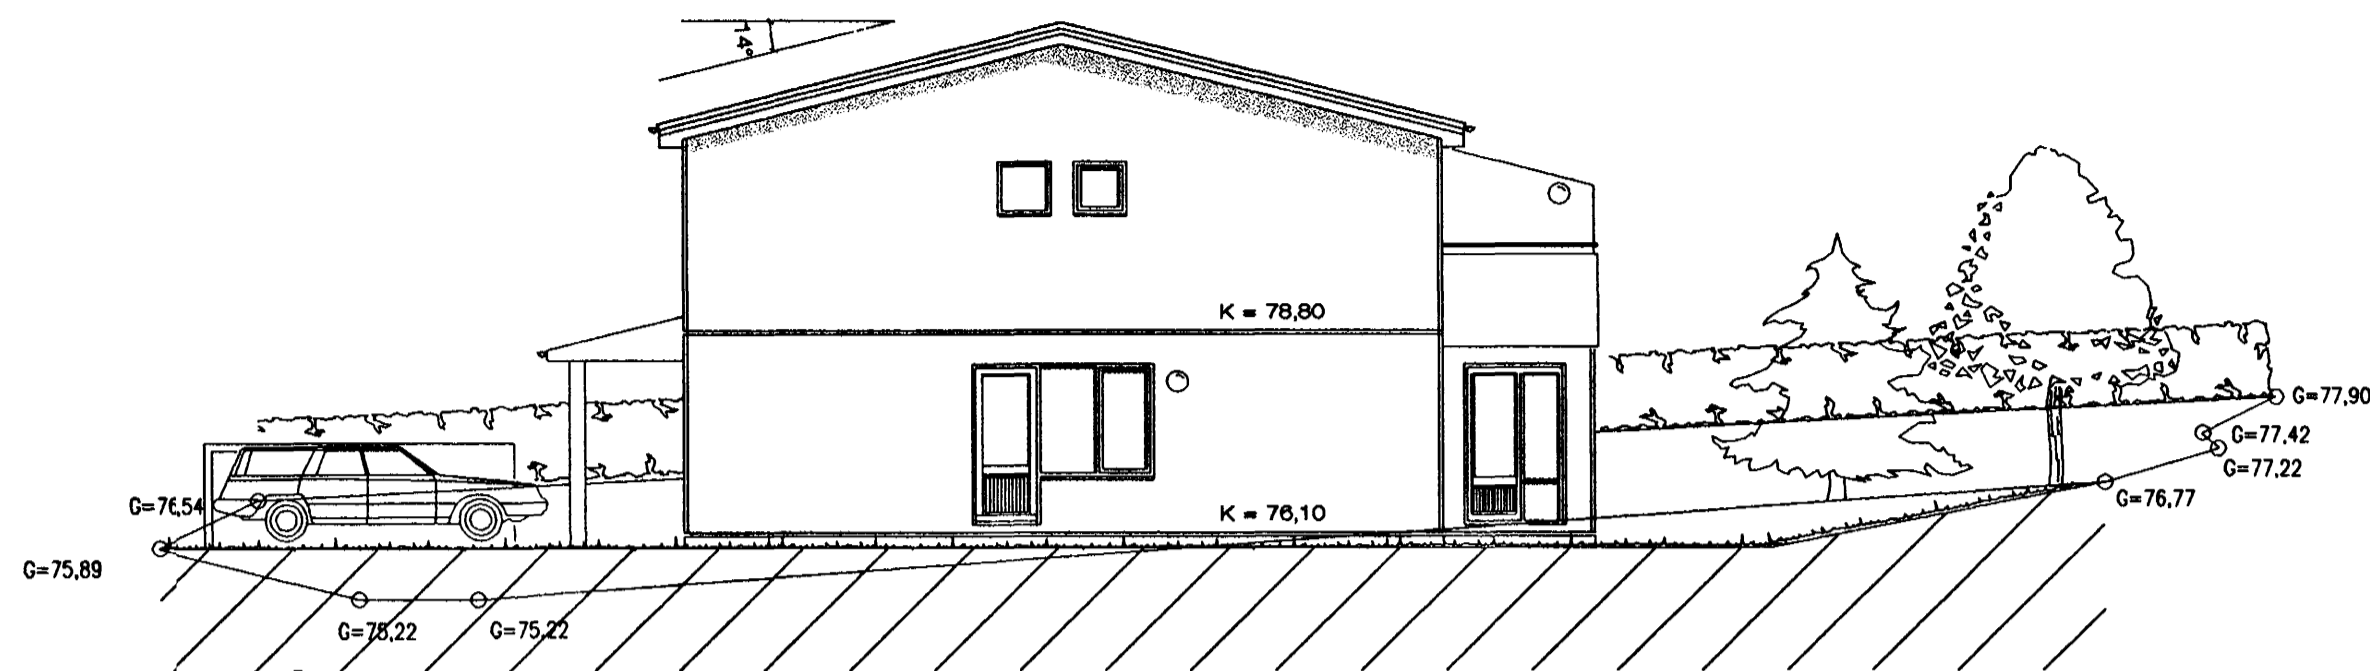 14°
K = 78,80
G=77,90
G=77,42
G=77,22
G=76,77
G=76,54
K = 76,10
G=75,89
G=75,22
G=75,22